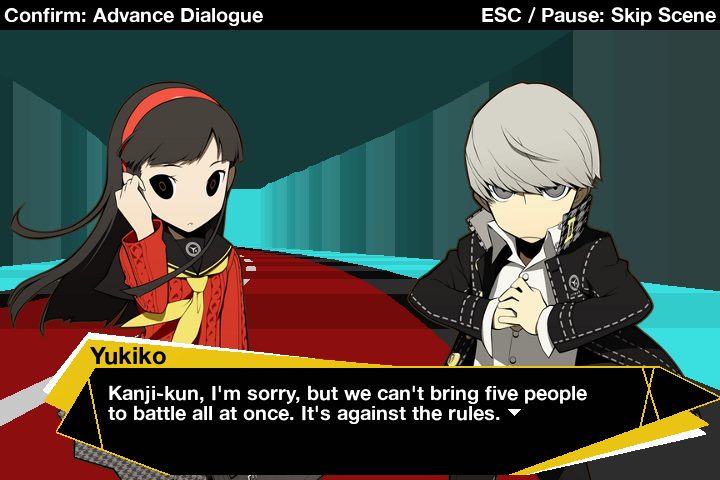 Confirm: Advance Dialogue
ESC / Pause: Skip Scene
Yukiko
Kanji-kun, I'm sorry, but we can't bring five people
to battle all at once. It's against the rules.